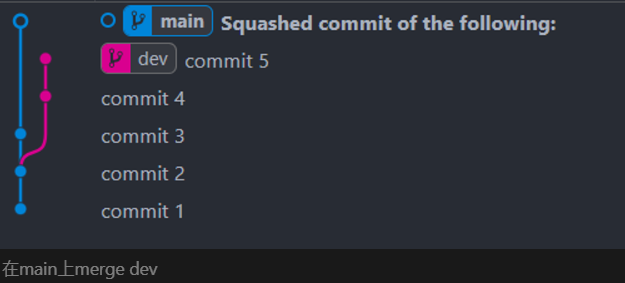 main Squashed commit of the following:
dev commit 5
commit 4
commit 3
commit 2
commit 1
在main上merge dev